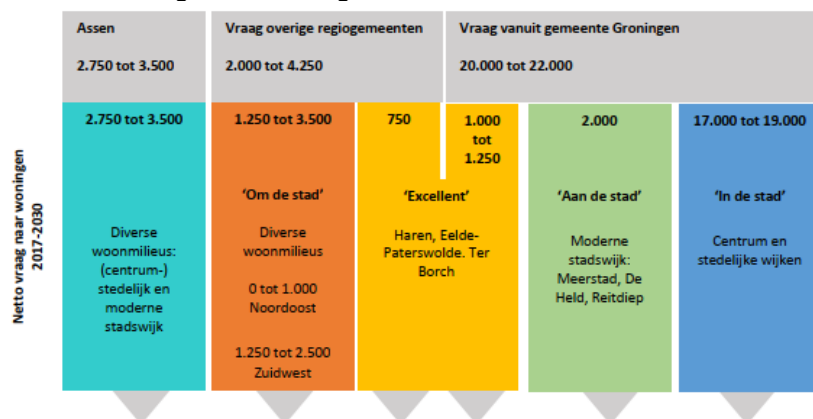 Assen
2.750 tot 3.500
Vraag overige regiogemeenten
2.000 tot 4.250
Vraag vanuit gemeente Groningen
20.000 tot 22.000
Netto vraag naar woningen
2017-2030
2.750 tot 3.500
Diverse
woonmilieus:
(centrum-)
stedelijk en
moderne
stadswijk
1.250 tot 3.500
'Om de stad'
Diverse
woonmilieus
0 tot 1.000
Noordoost
1.250 tot 2.500
Zuidwest
750
1.000
tot
1.250
'Excellent'
Haren, Eelde-
Paterswolde. Ter
Borch
2.000
'Aan de stad'
Moderne
stadswijk:
Meerstad, De
Held, Reitdiep
17.000 tot 19.000
'In de stad'
Centrum en
stedelijke wijken